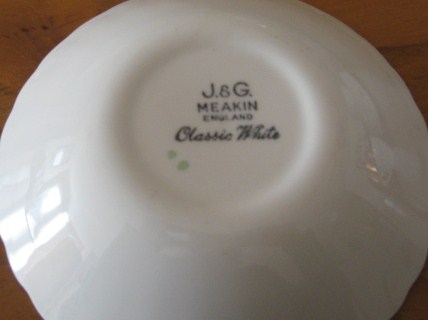 J.&G.
MEAKIN
ENGLAND
Classic White